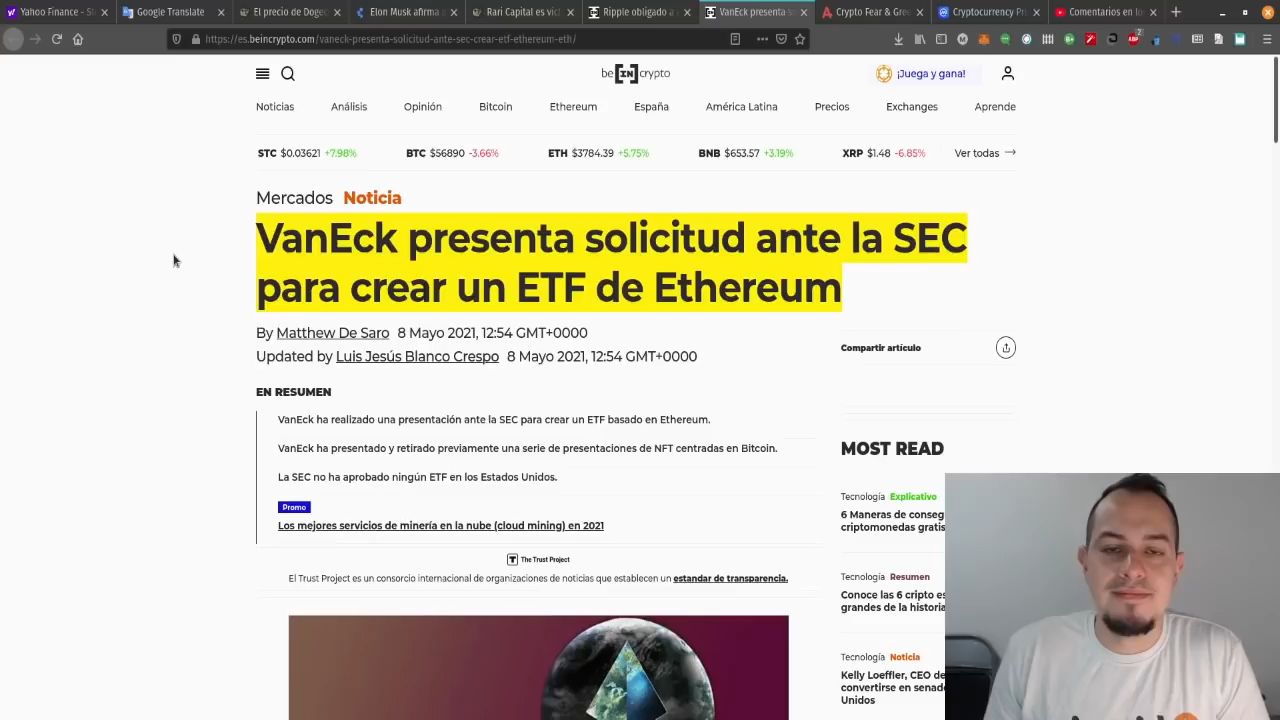 Yahoo Finance - S
Google Translate
El precio de Dogec
Elon Musk afirma q
Rari Capital es víc
Ripple apoya a
VanEck presenta s
Crypto Fear & Gre
Cryptocurrency Pri
Comentarios en lo
https://es.beincrypto.com/vaneck-presenta-solicitud-ante-sec-crear-etf-ethereum-eth/
be[IN]crypto
¡Juega y gana!
Noticias Análisis Opinión Bitcoin Ethereum España América Latina Precios Exchanges Aprende
STC $0.03621 +7.98% BTC $56890 -3.66% ETH $3784.39 +5.75% BNB $653.57 +3.19% XRP $1.48 -6.85% Ver todas →
Mercados Noticia
VanEck presenta solicitud ante la SEC
para crear un ETF de Ethereum
By Matthew De Saro 8 Mayo 2021, 12:54 GMT+0000
Updated by Luis Jesús Blanco Crespo 8 Mayo 2021, 12:54 GMT+0000
Compartir artículo
EN RESUMEN
VanEck ha realizado una presentación ante la SEC para crear un ETF basado en Ethereum.
VanEck ha presentado y retirado previamente una serie de presentaciones de NFT centradas en Bitcoin.
La SEC no ha aprobado ningún ETF en los Estados Unidos.
Promo
Los mejores servicios de minería en la nube (cloud mining) en 2021
The Trust Project
El Trust Project es un consorcio internacional de organizaciones de noticias que establecen un estandar de transparencia.
MOST READ
Tecnología Explicativo
6 Maneras de conseg
criptomonedas gratis
Tecnología Resumen
Conoce las 6 cripto es
grandes de la historia
Tecnología Noticia
Kelly Loeffler, CEO de
convertirse en senado
Unidos